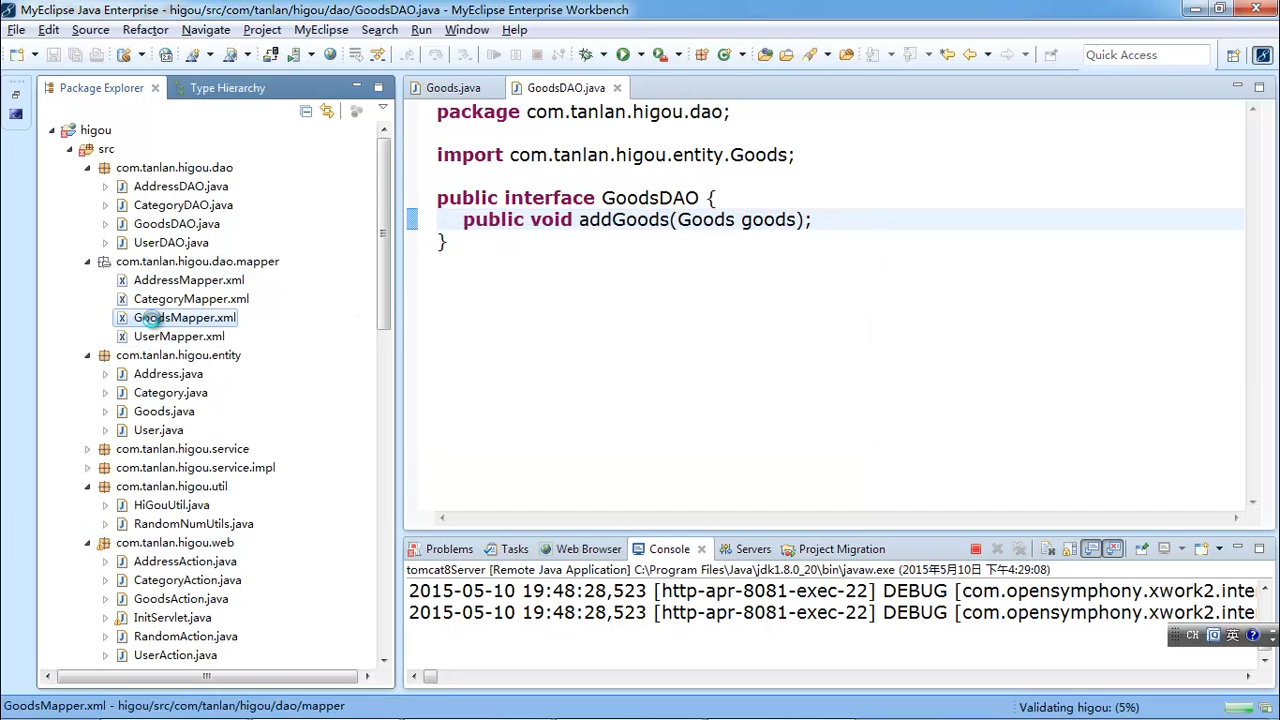 MyEclipse Java Enterprise - higou/src/com/tanlan/higou/dao/GoodsDAO.java - MyEclipse Enterprise Workbench
File Edit Source Refactor Navigate Project MyEclipse Search Run Window Help
Quick Access
Package Explorer Type Hierarchy
Goods.java GoodsDAO.java
higou
src
com.tanlan.higou.dao
AddressDAO.java
CategoryDAO.java
GoodsDAO.java
UserDAO.java
com.tanlan.higou.dao.mapper
AddressMapper.xml
CategoryMapper.xml
GoodsMapper.xml
UserMapper.xml
com.tanlan.higou.entity
Address.java
Category.java
Goods.java
User.java
com.tanlan.higou.service
com.tanlan.higou.service.impl
com.tanlan.higou.util
HiGouUtil.java
RandomNumUtils.java
com.tanlan.higou.web
AddressAction.java
CategoryAction.java
GoodsAction.java
InitServlet.java
RandomAction.java
UserAction.java
package com.tanlan.higou.dao;
import com.tanlan.higou.entity.Goods;
public interface GoodsDAO {
public void addGoods(Goods goods);
}
Problems Tasks Web Browser Console Servers Project Migration
tomcat8Server [Remote Java Application] C:\Program Files\Java\jdk1.8.0_20\bin\javaw.exe (2015年5月10日 下午4:29:08)
2015-05-10 19:48:28,523 [http-apr-8081-exec-22] DEBUG [com.opensymphony.xwork2.inte
2015-05-10 19:48:28,523 [http-apr-8081-exec-22] DEBUG [com.opensymphony.xwork2.inte
CH 英
GoodsMapper.xml - higou/src/com/tanlan/higou/dao/mapper
Validating higou: (5%)